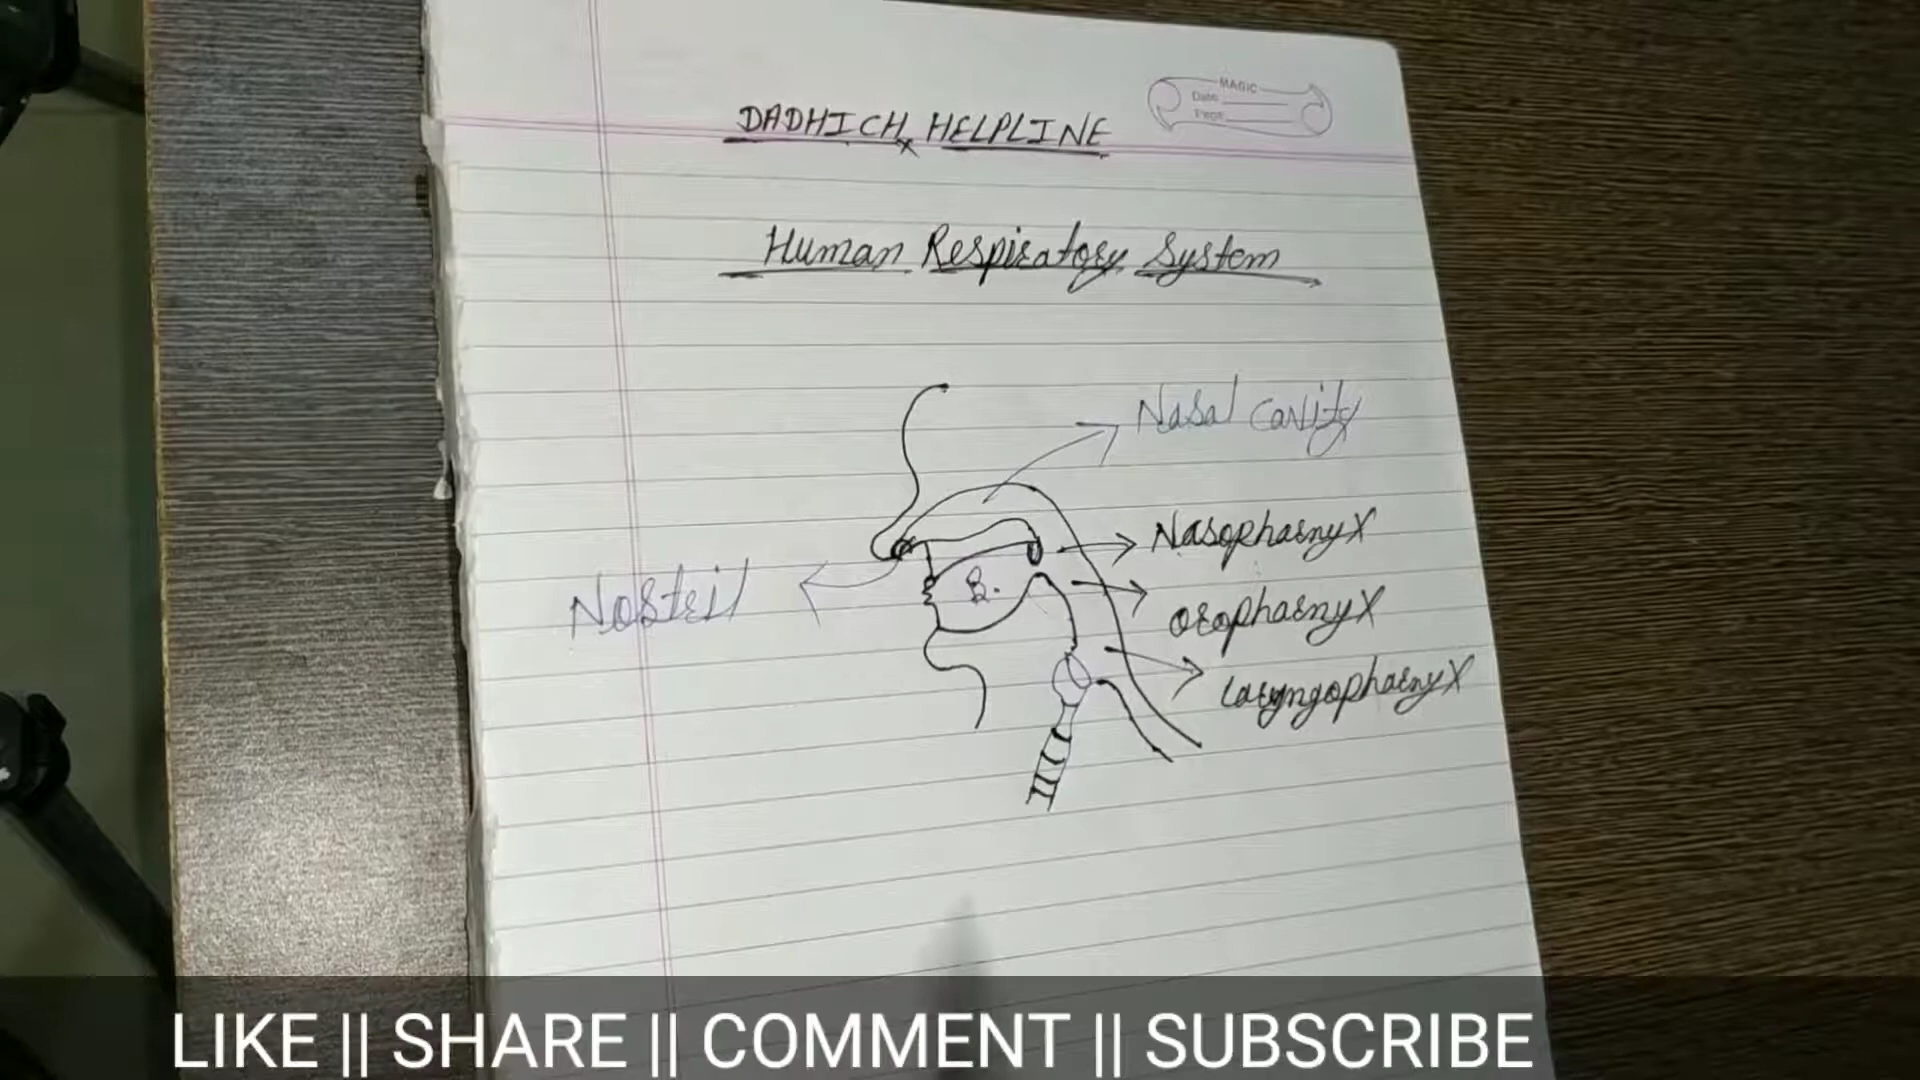 MAGIC
Date
Page
DADHICH HELPLINE
Human Respiratory System
Nasal cavity
Nasopharynx
Nostril
B.
oropharynx
Laryngopharynx
LIKE || SHARE || COMMENT || SUBSCRIBE